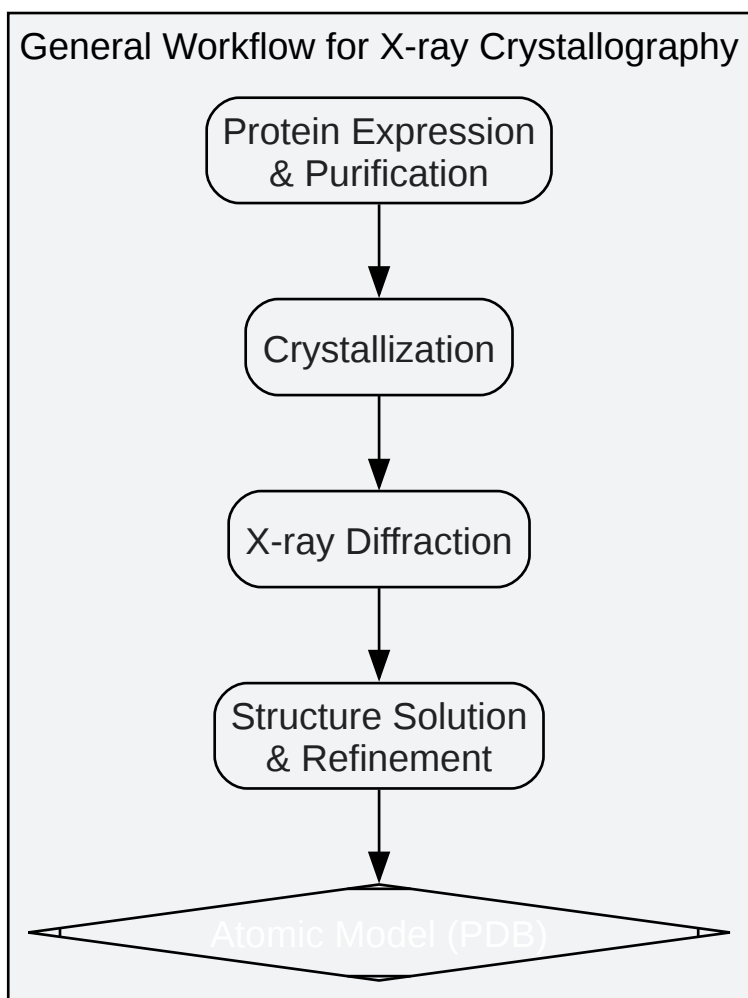 General Workflow for X-ray Crystallography
Protein Expression
& Purification
Crystallization
X-ray Diffraction
Structure Solution
& Refinement
Atomic Model (PDB)